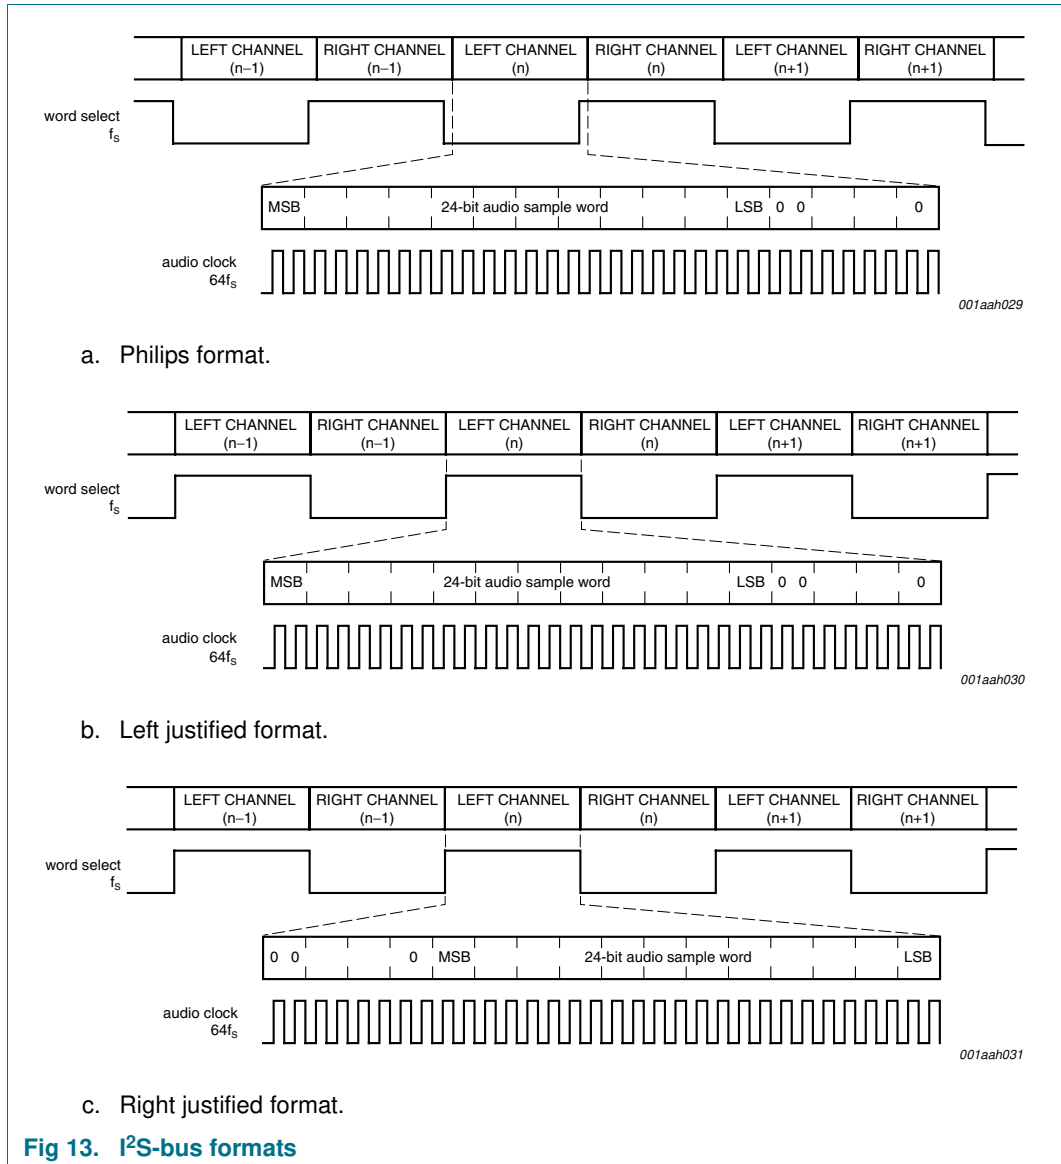 LEFT CHANNEL (n−1) RIGHT CHANNEL (n−1) LEFT CHANNEL (n) RIGHT CHANNEL (n) LEFT CHANNEL (n+1) RIGHT CHANNEL (n+1)
word select
fs
MSB 24-bit audio sample word LSB 0 0 0
audio clock
64fs
001aah029
a. Philips format.
LEFT CHANNEL (n−1) RIGHT CHANNEL (n−1) LEFT CHANNEL (n) RIGHT CHANNEL (n) LEFT CHANNEL (n+1) RIGHT CHANNEL (n+1)
word select
fs
MSB 24-bit audio sample word LSB 0 0 0
audio clock
64fs
001aah030
b. Left justified format.
LEFT CHANNEL (n−1) RIGHT CHANNEL (n−1) LEFT CHANNEL (n) RIGHT CHANNEL (n) LEFT CHANNEL (n+1) RIGHT CHANNEL (n+1)
word select
fs
0 0 0 MSB 24-bit audio sample word LSB
audio clock
64fs
001aah031
c. Right justified format.
Fig 13. I²S-bus formats